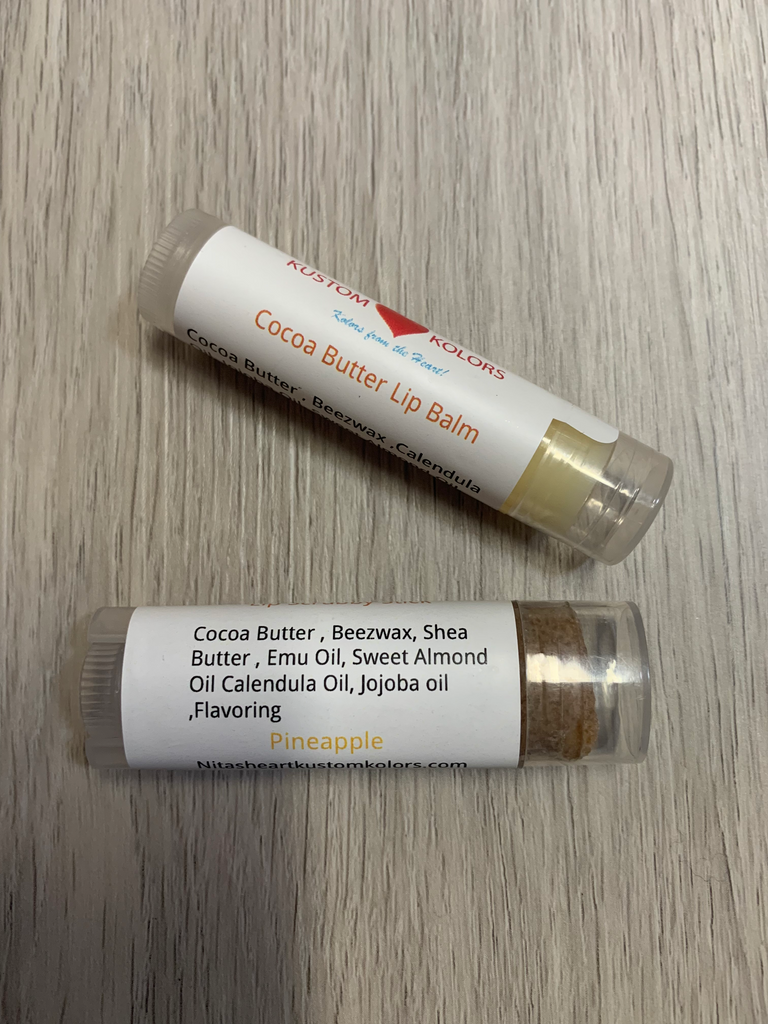 KUSTOM KOLORS
Kolors from the Heart!
Cocoa Butter Lip Balm
Cocoa Butter , Beezwax ,Calendula
Cocoa Butter , Beezwax, Shea
Butter , Emu Oil, Sweet Almond
Oil Calendula Oil, Jojoba oil
,Flavoring
Pineapple
Nitasheartkustomkolors.com